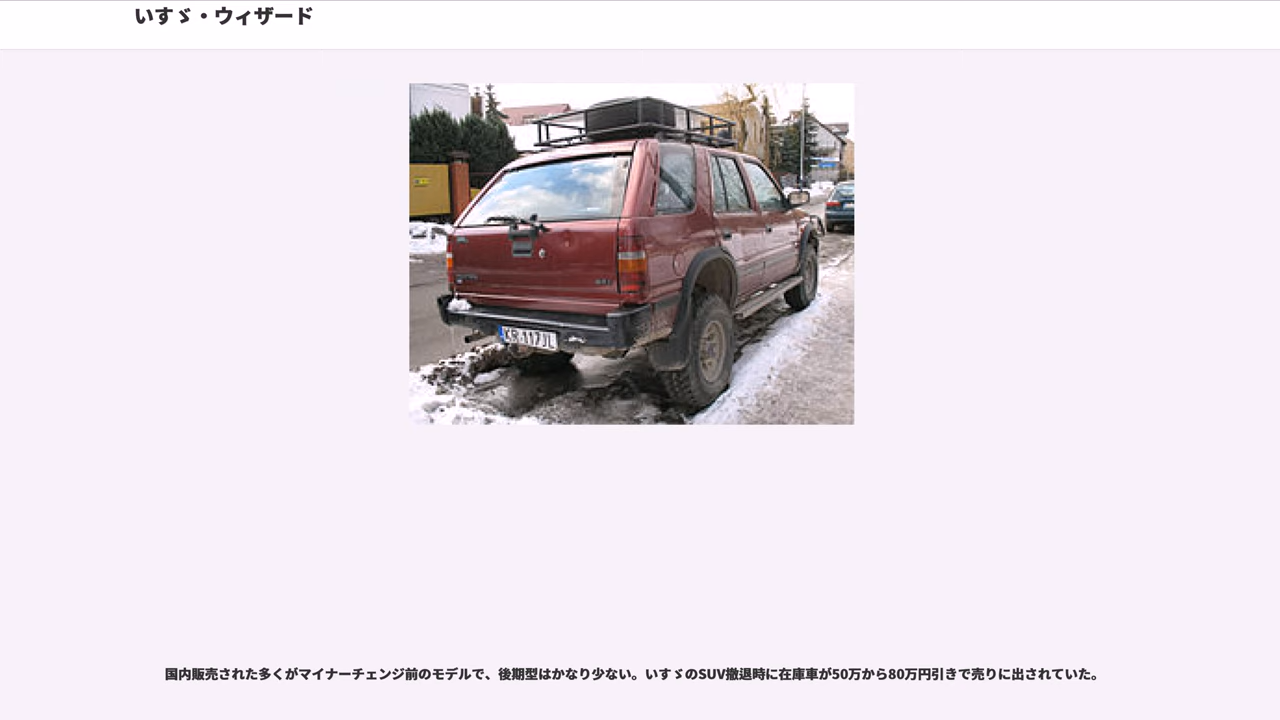 いすゞ・ウィザード
KR 117JL
国内販売された多くがマイナーチェンジ前のモデルで、後期型はかなり少ない。いすゞのSUV撤退時に在庫車が50万から80万円引きで売りに出されていた。